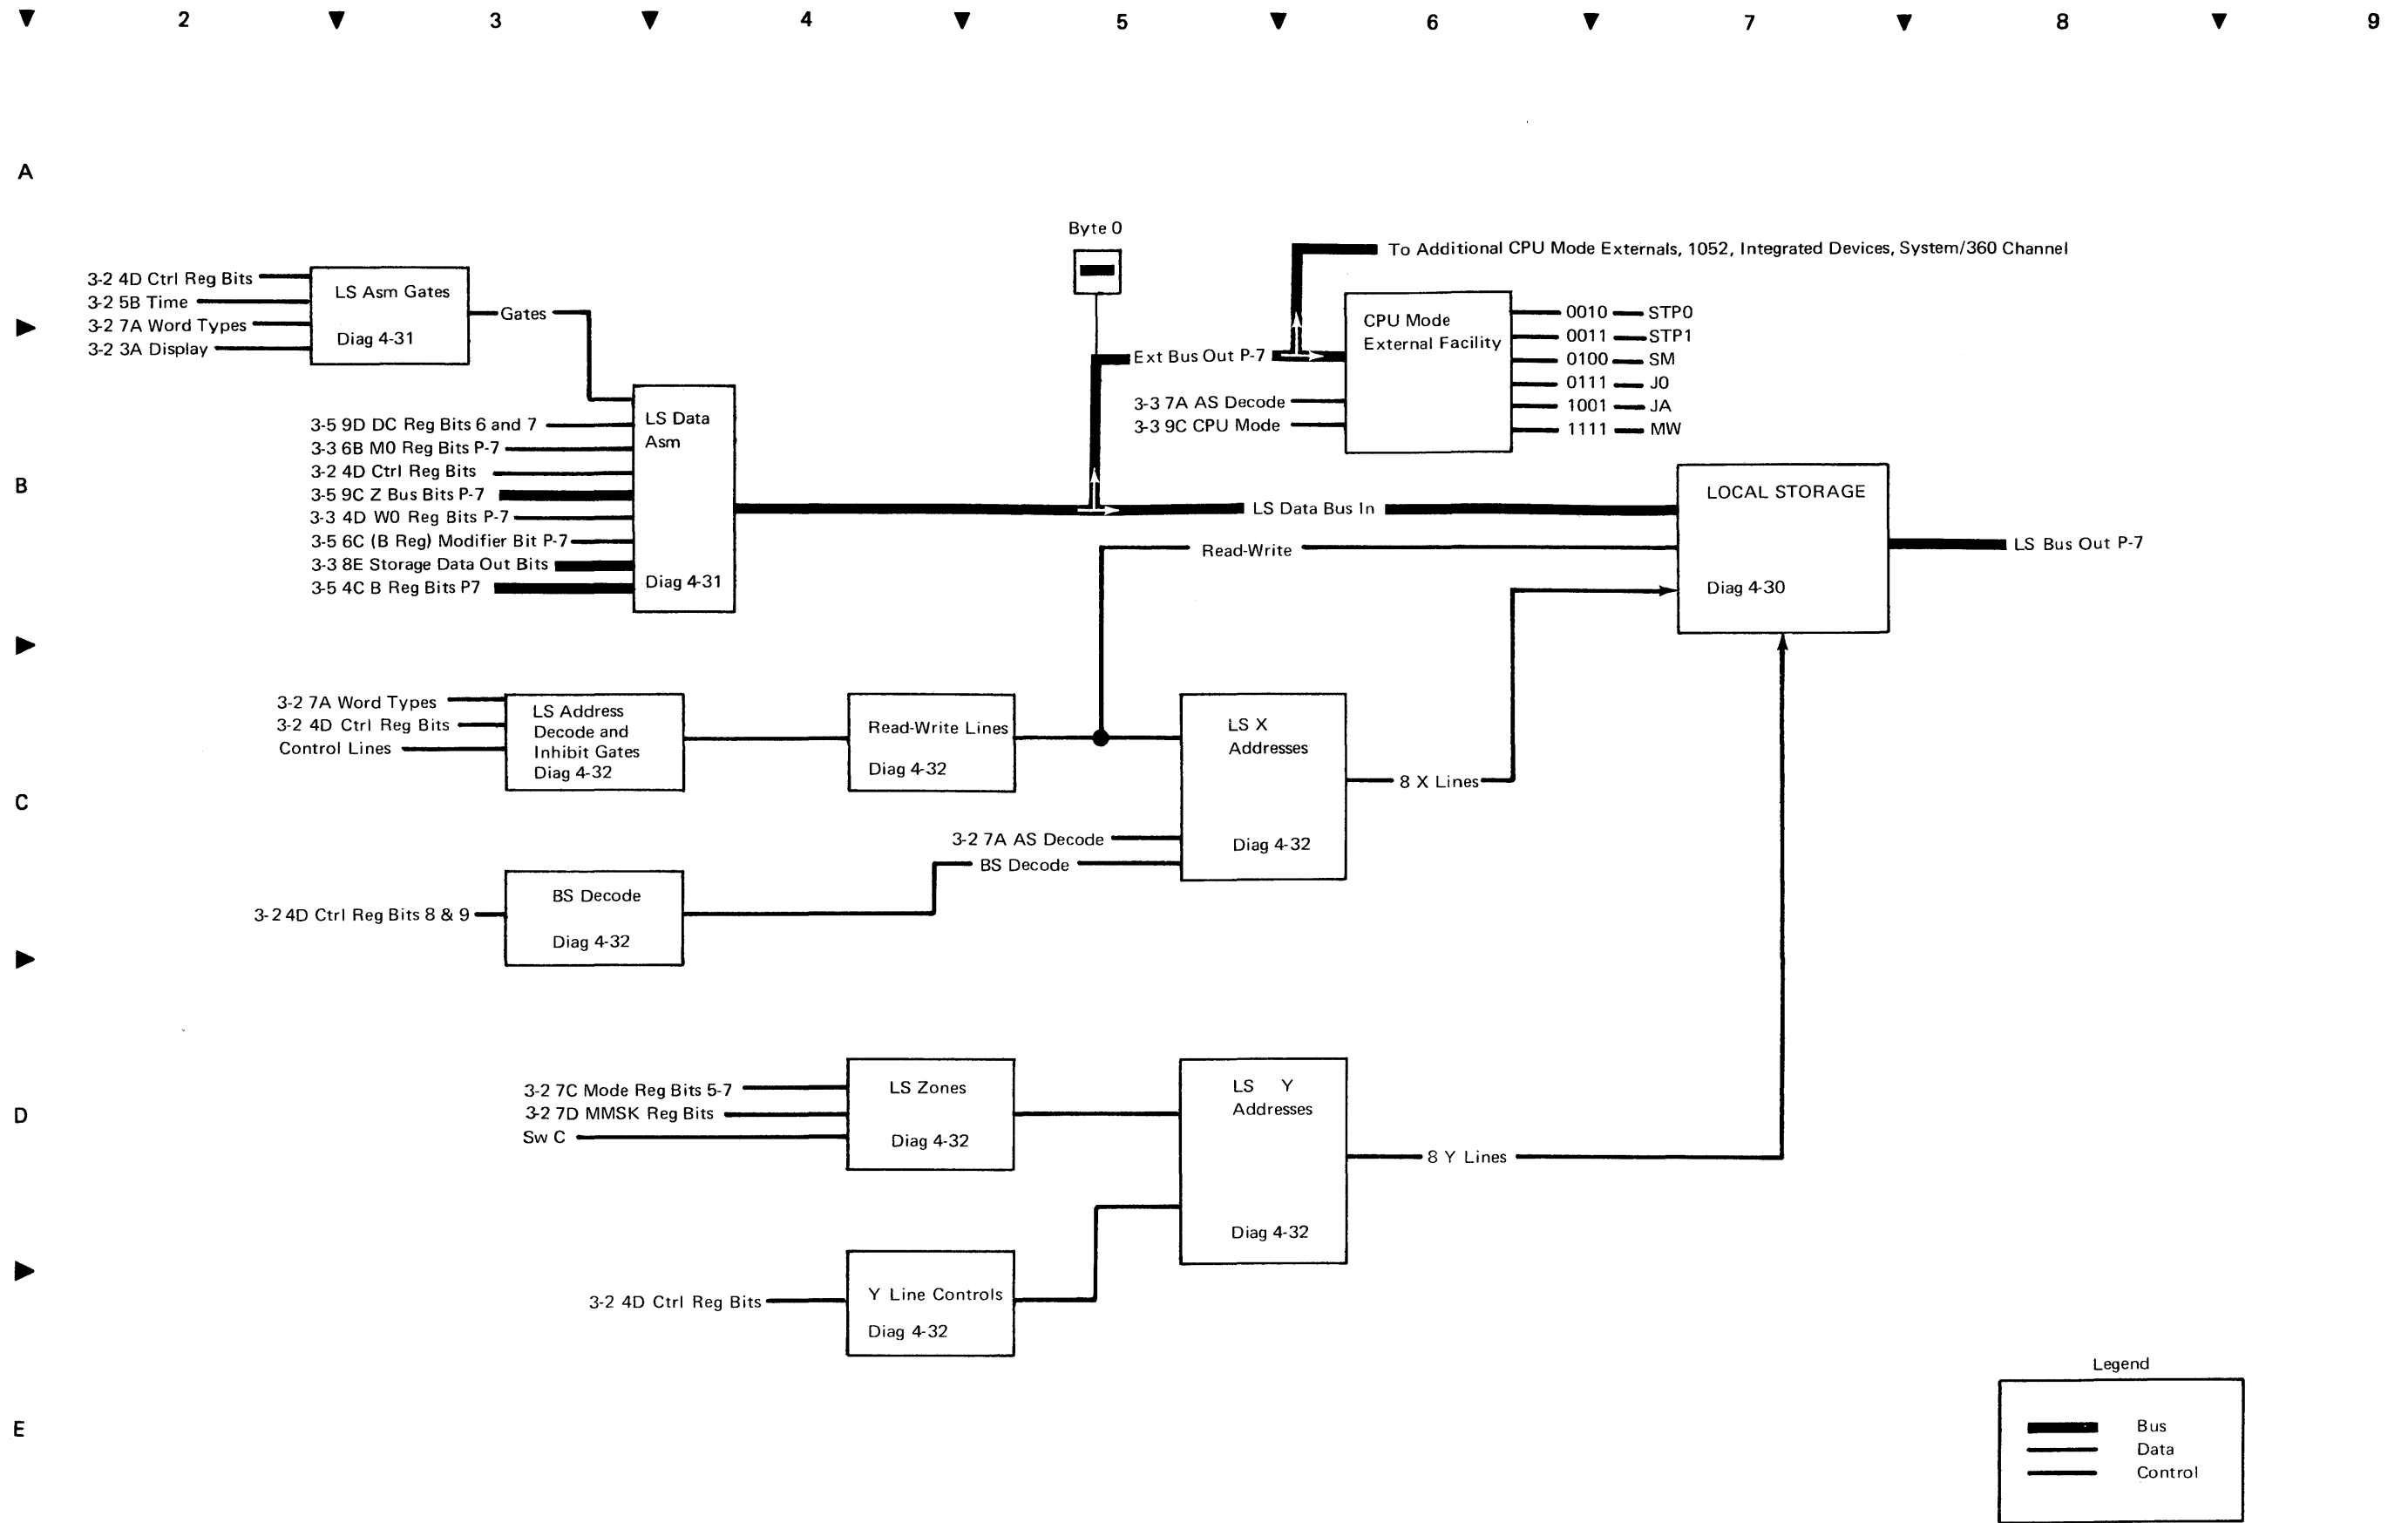 2 3 4 5 6 7 8 9
A
Byte 0
To Additional CPU Mode Externals, 1052, Integrated Devices, System/360 Channel
3-2 4D Ctrl Reg Bits
3-2 5B Time
3-2 7A Word Types
3-2 3A Display
LS Asm Gates
Diag 4-31
Gates
Ext Bus Out P-7
3-3 7A AS Decode
3-3 9C CPU Mode
CPU Mode
External Facility
0010 STP0
0011 STP1
0100 SM
0111 J0
1001 JA
1111 MW
B
3-5 9D DC Reg Bits 6 and 7
3-3 6B M0 Reg Bits P-7
3-2 4D Ctrl Reg Bits
3-5 9C Z Bus Bits P-7
3-3 4D W0 Reg Bits P-7
3-5 6C (B Reg) Modifier Bit P-7
3-3 8E Storage Data Out Bits
3-5 4C B Reg Bits P7
LS Data
Asm
Diag 4-31
LS Data Bus In
Read-Write
LOCAL STORAGE
Diag 4-30
LS Bus Out P-7
C
3-2 7A Word Types
3-2 4D Ctrl Reg Bits
Control Lines
LS Address
Decode and
Inhibit Gates
Diag 4-32
Read-Write Lines
Diag 4-32
LS X
Addresses
Diag 4-32
8 X Lines
3-2 7A AS Decode
BS Decode
3-2 4D Ctrl Reg Bits 8 & 9
BS Decode
Diag 4-32
D
3-2 7C Mode Reg Bits 5-7
3-2 7D MMSK Reg Bits
Sw C
LS Zones
Diag 4-32
LS Y
Addresses
Diag 4-32
8 Y Lines
3-2 4D Ctrl Reg Bits
Y Line Controls
Diag 4-32
E
Legend
Bus
Data
Control